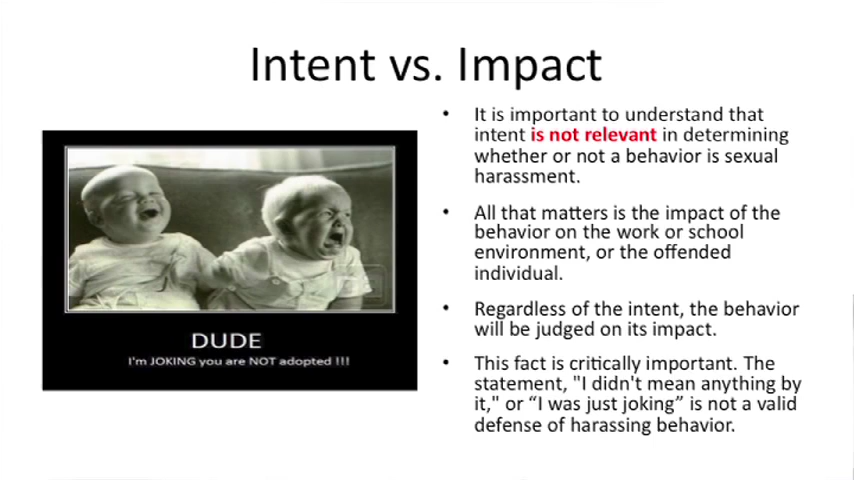 Intent vs. Impact
• It is important to understand that
intent is not relevant in determining
whether or not a behavior is sexual
harassment.
• All that matters is the impact of the
behavior on the work or school
environment, or the offended
individual.
• Regardless of the intent, the behavior
will be judged on its impact.
• This fact is critically important. The
statement, "I didn't mean anything by
it," or “I was just joking” is not a valid
defense of harassing behavior.
DUDE
I'm JOKING you are NOT adopted !!!